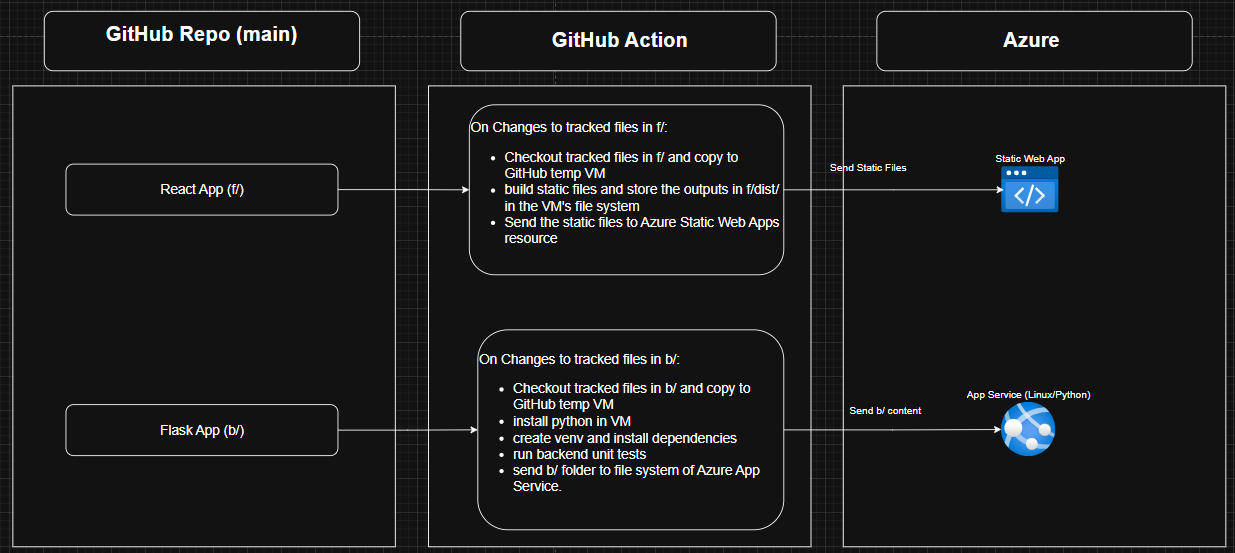 GitHub Repo (main)
GitHub Action
Azure
On Changes to tracked files in f/:
• Checkout tracked files in f/ and copy to
GitHub temp VM
• build static files and store the outputs in f/dist/
in the VM's file system
• Send the static files to Azure Static Web Apps
resource
React App (f/)
Send Static Files
Static Web App
On Changes to tracked files in b/:
• Checkout tracked files in b/ and copy to
GitHub temp VM
• install python in VM
• create venv and install dependencies
• run backend unit tests
• send b/ folder to file system of Azure App
Service.
Flask App (b/)
Send b/ content
App Service (Linux/Python)